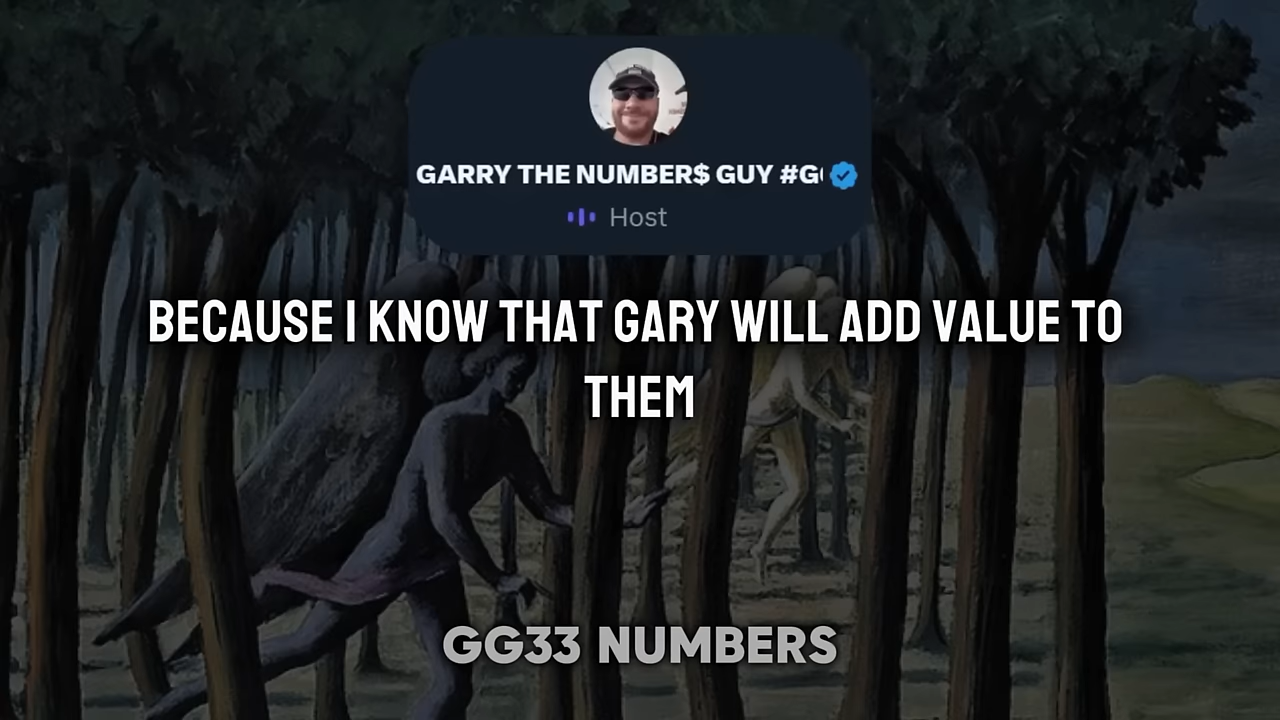 GARRY THE NUMBER$ GUY #G
Host
BECAUSE I KNOW THAT GARY WILL ADD VALUE TO
THEM
GG33 NUMBERS